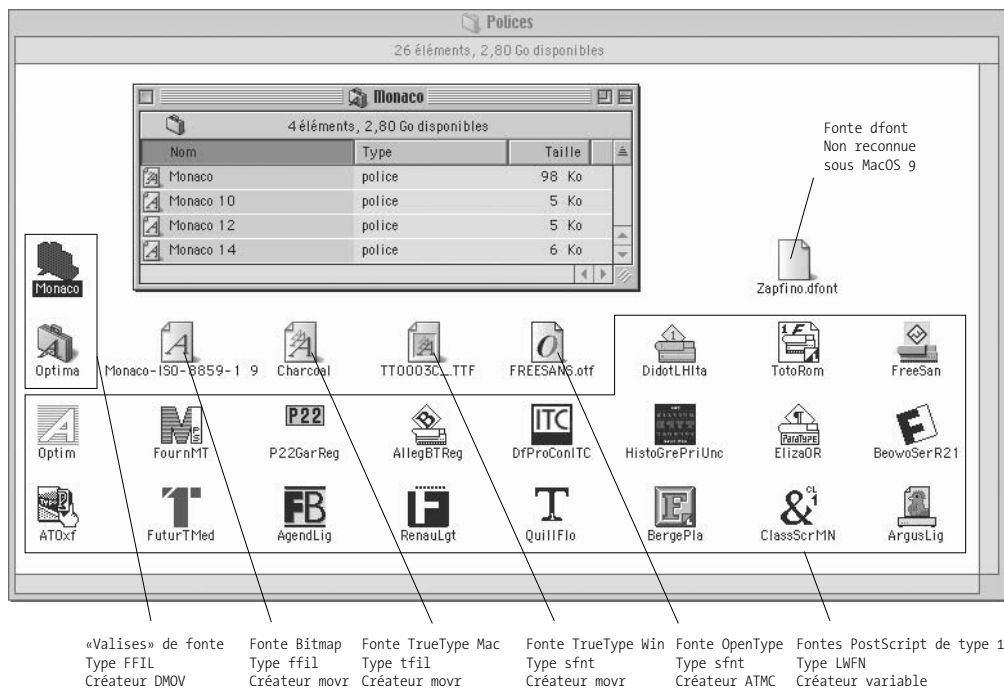 Polices
26 éléments, 2,80 Go disponibles
Monaco
4 éléments, 2,80 Go disponibles
Nom Type Taille
Monaco police 98 Ko
Monaco 10 police 5 Ko
Monaco 12 police 5 Ko
Monaco 14 police 6 Ko
Fonte dfont
Non reconnue
sous MacOS 9
Monaco
Zapfino.dfont
Optima Monaco-ISO-8859-1 9 Charcoal TT0003C_.TTF FREESANS.otf DidotLHIta TotoRom FreeSan
P22 ITC ParaType
Optim FournMT P22GarReg AllegBTReg DfProConITC HistoGrePriUnc ElizaOR BeowoSerR21
ATOxf FuturTMed AgendLig RenauLgt QuillFlo BergePla ClassScrMN ArgusLig
«Valises» de fonte
Type FFIL
Créateur DMOV
Fonte Bitmap
Type ffil
Créateur movr
Fonte TrueType Mac
Type tfil
Créateur movr
Fonte TrueType Win
Type sfnt
Créateur movr
Fonte OpenType
Type sfnt
Créateur ATMC
Fontes PostScript de type 1
Type LWFN
Créateur variable